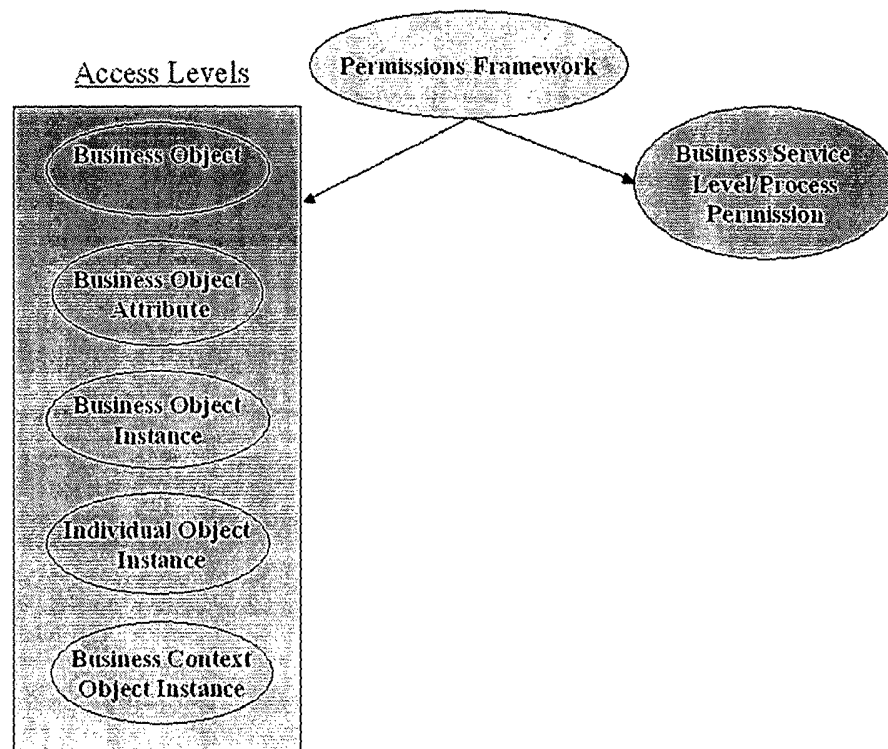 Permissions Framework
Access Levels
Business Object
Business Object
Attribute
Business Object
Instance
Individual Object
Instance
Business Context
Object Instance
Business Service
Level/Process
Permission